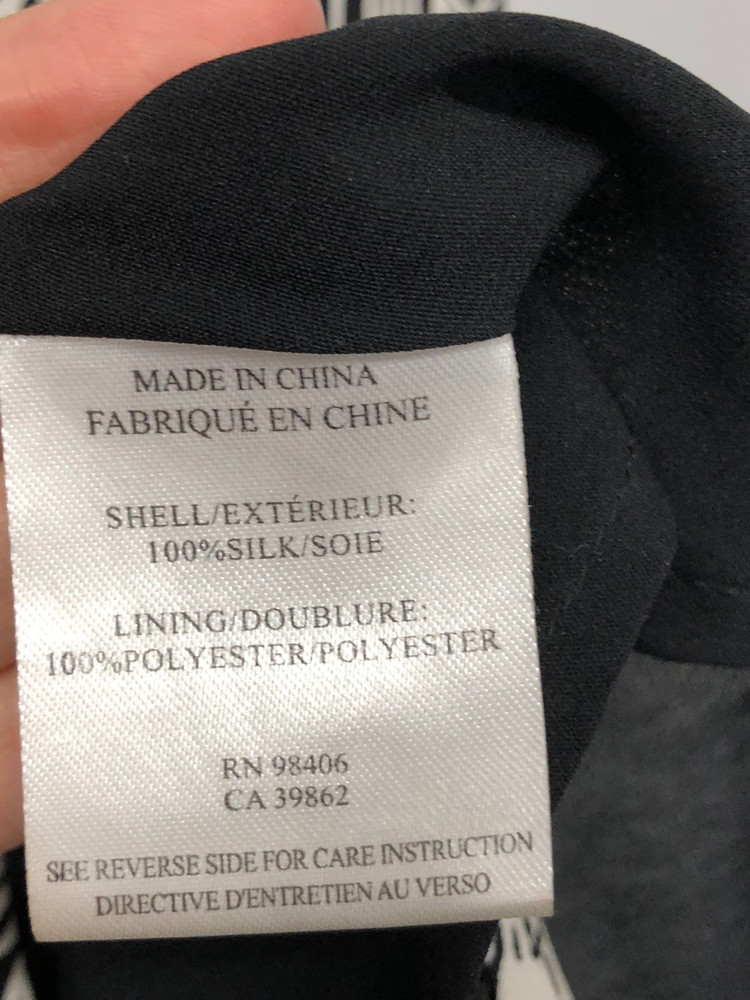 MADE IN CHINA
FABRIQUÉ EN CHINE
SHELL/EXTÉRIEUR:
100%SILK/SOIE
LINING/DOUBLURE:
100%POLYESTER/POLYESTER
RN 98406
CA 39862
SEE REVERSE SIDE FOR CARE INSTRUCTION
DIRECTIVE D'ENTRETIEN AU VERSO